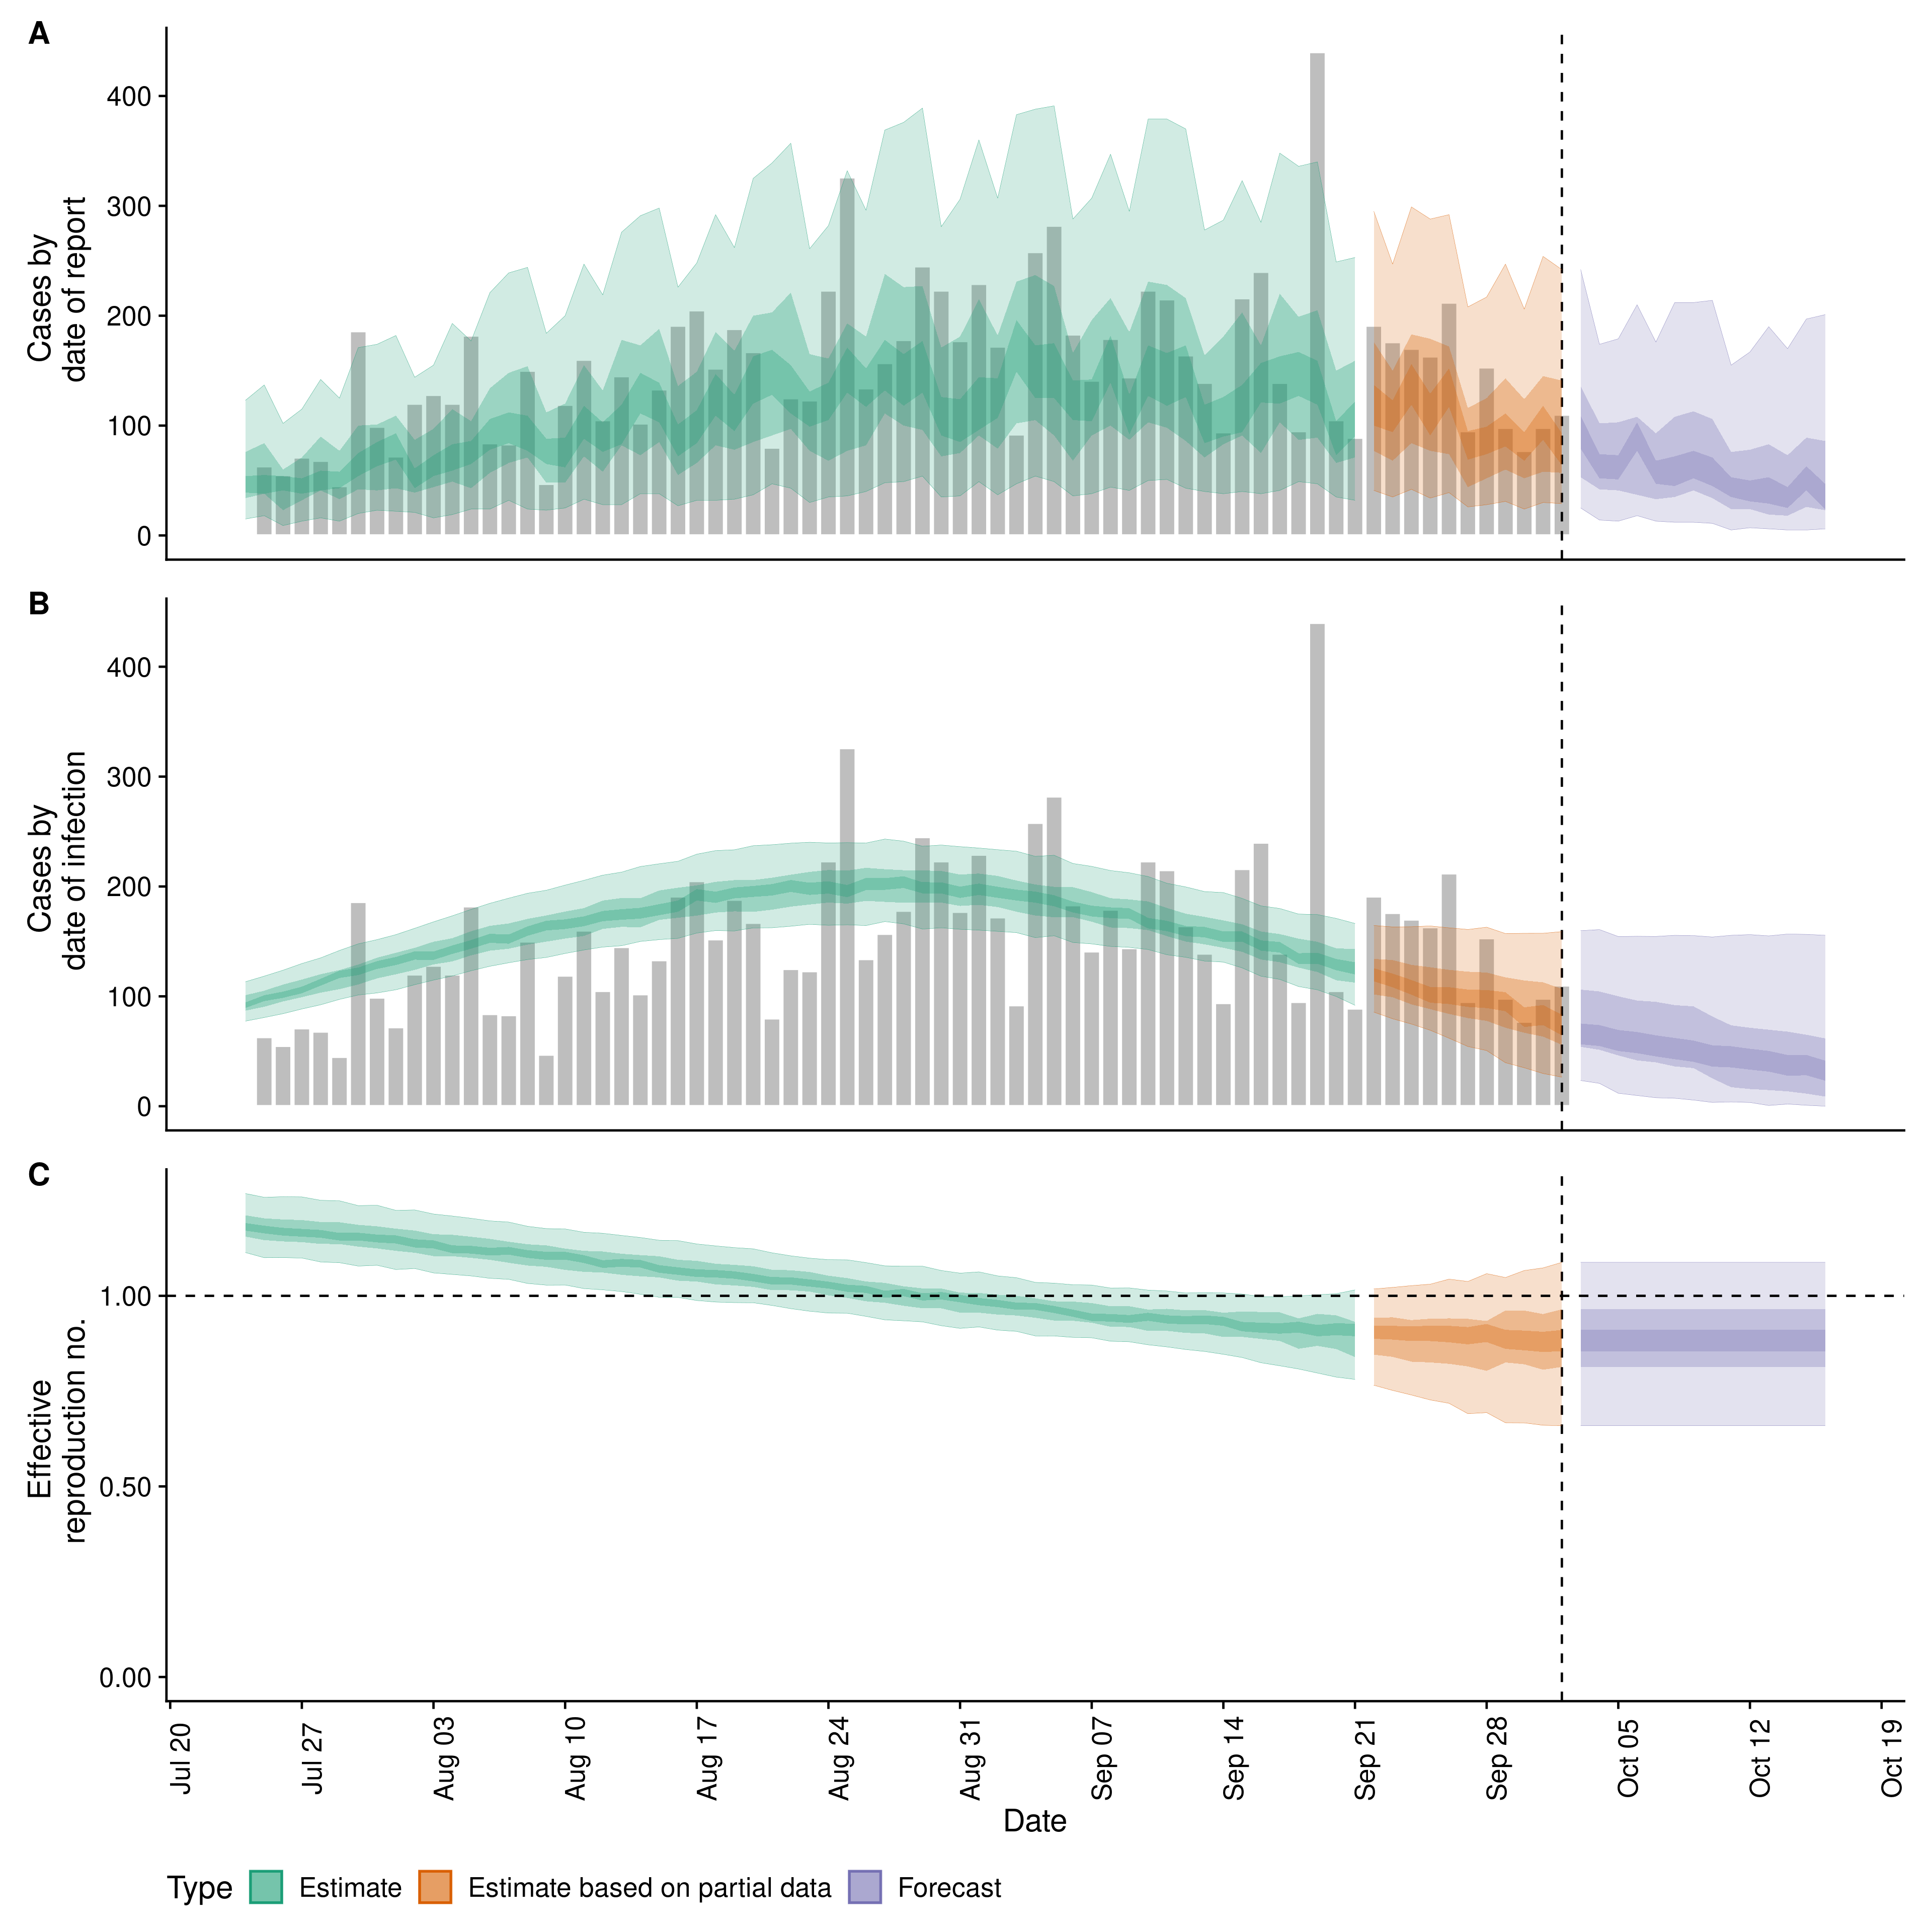 A
Cases by
date of report
400
300
200
100
0
B
Cases by
date of infection
400
300
200
100
0
C
Effective
reproduction no.
1.00
0.50
0.00
Jul 20
Jul 27
Aug 03
Aug 10
Aug 17
Aug 24
Aug 31
Sep 07
Sep 14
Sep 21
Sep 28
Oct 05
Oct 12
Oct 19
Date
Type Estimate Estimate based on partial data Forecast